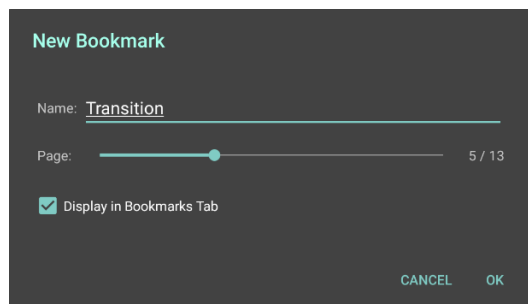 New Bookmark
Name: Transition
Page: 5 / 13
Display in Bookmarks Tab
CANCEL OK